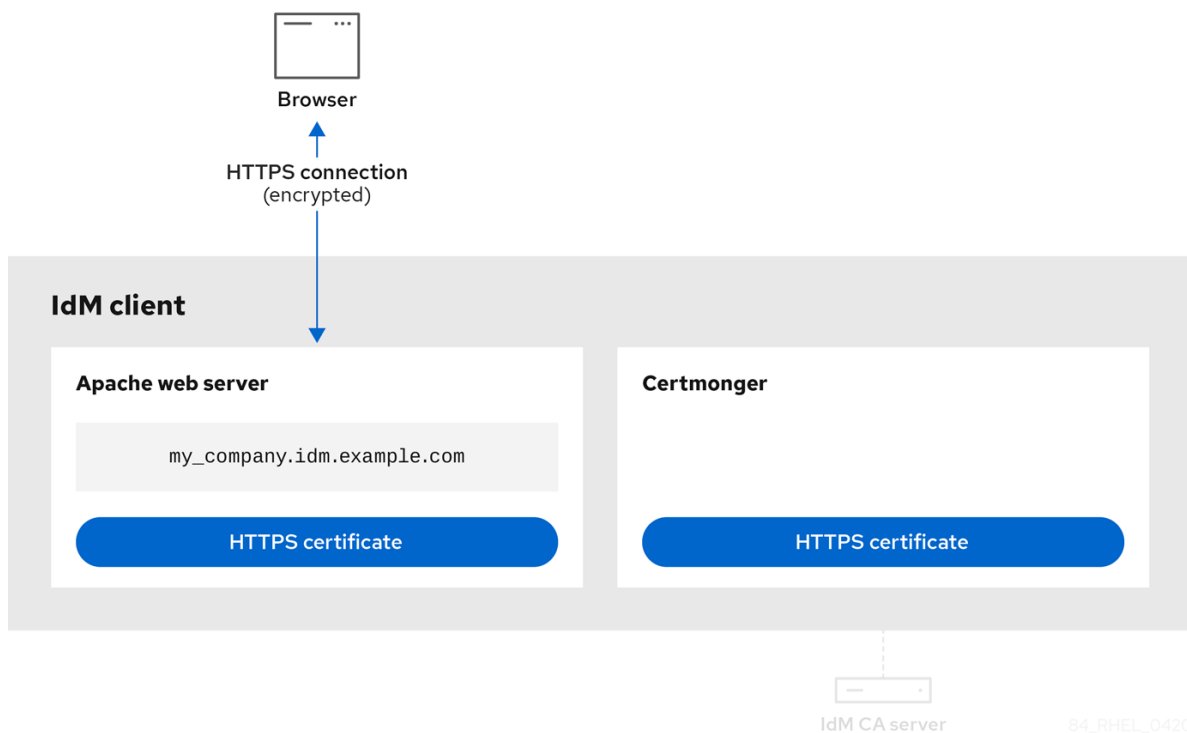 Browser
HTTPS connection
(encrypted)
IdM client
Apache web server
my_company.idm.example.com
HTTPS certificate
Certmonger
HTTPS certificate
IdM CA server
84_RHEL_0420